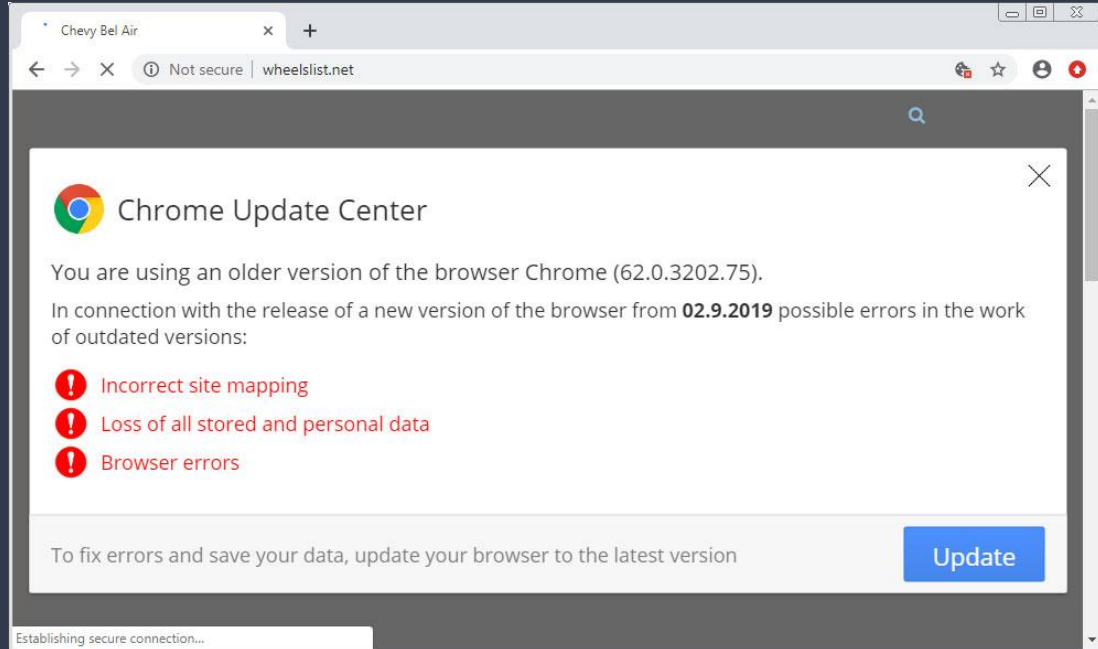 Chevy Bel Air
Not secure | wheelslist.net
Chrome Update Center
You are using an older version of the browser Chrome (62.0.3202.75).
In connection with the release of a new version of the browser from 02.9.2019 possible errors in the work
of outdated versions:
Incorrect site mapping
Loss of all stored and personal data
Browser errors
To fix errors and save your data, update your browser to the latest version
Update
Establishing secure connection...